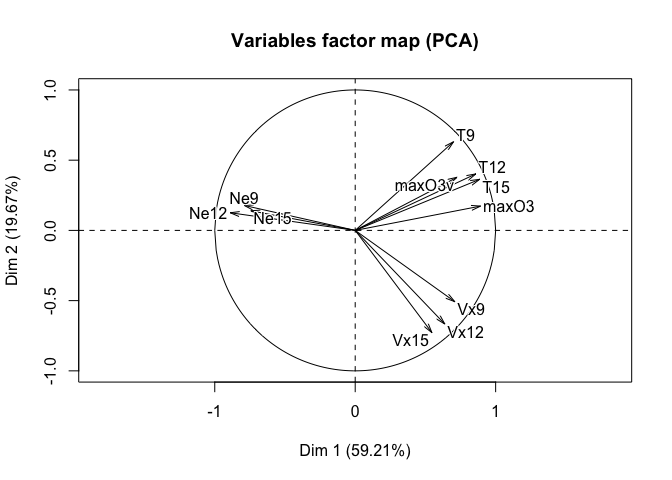 Variables factor map (PCA)
1.0
T9
0.5
T12
maxO3v
T15
Ne9
maxO3
Ne12
Ne15
0.0
Dim 2 (19.67%)
-0.5
Vx9
Vx12
Vx15
-1.0
-1
0
1
Dim 1 (59.21%)